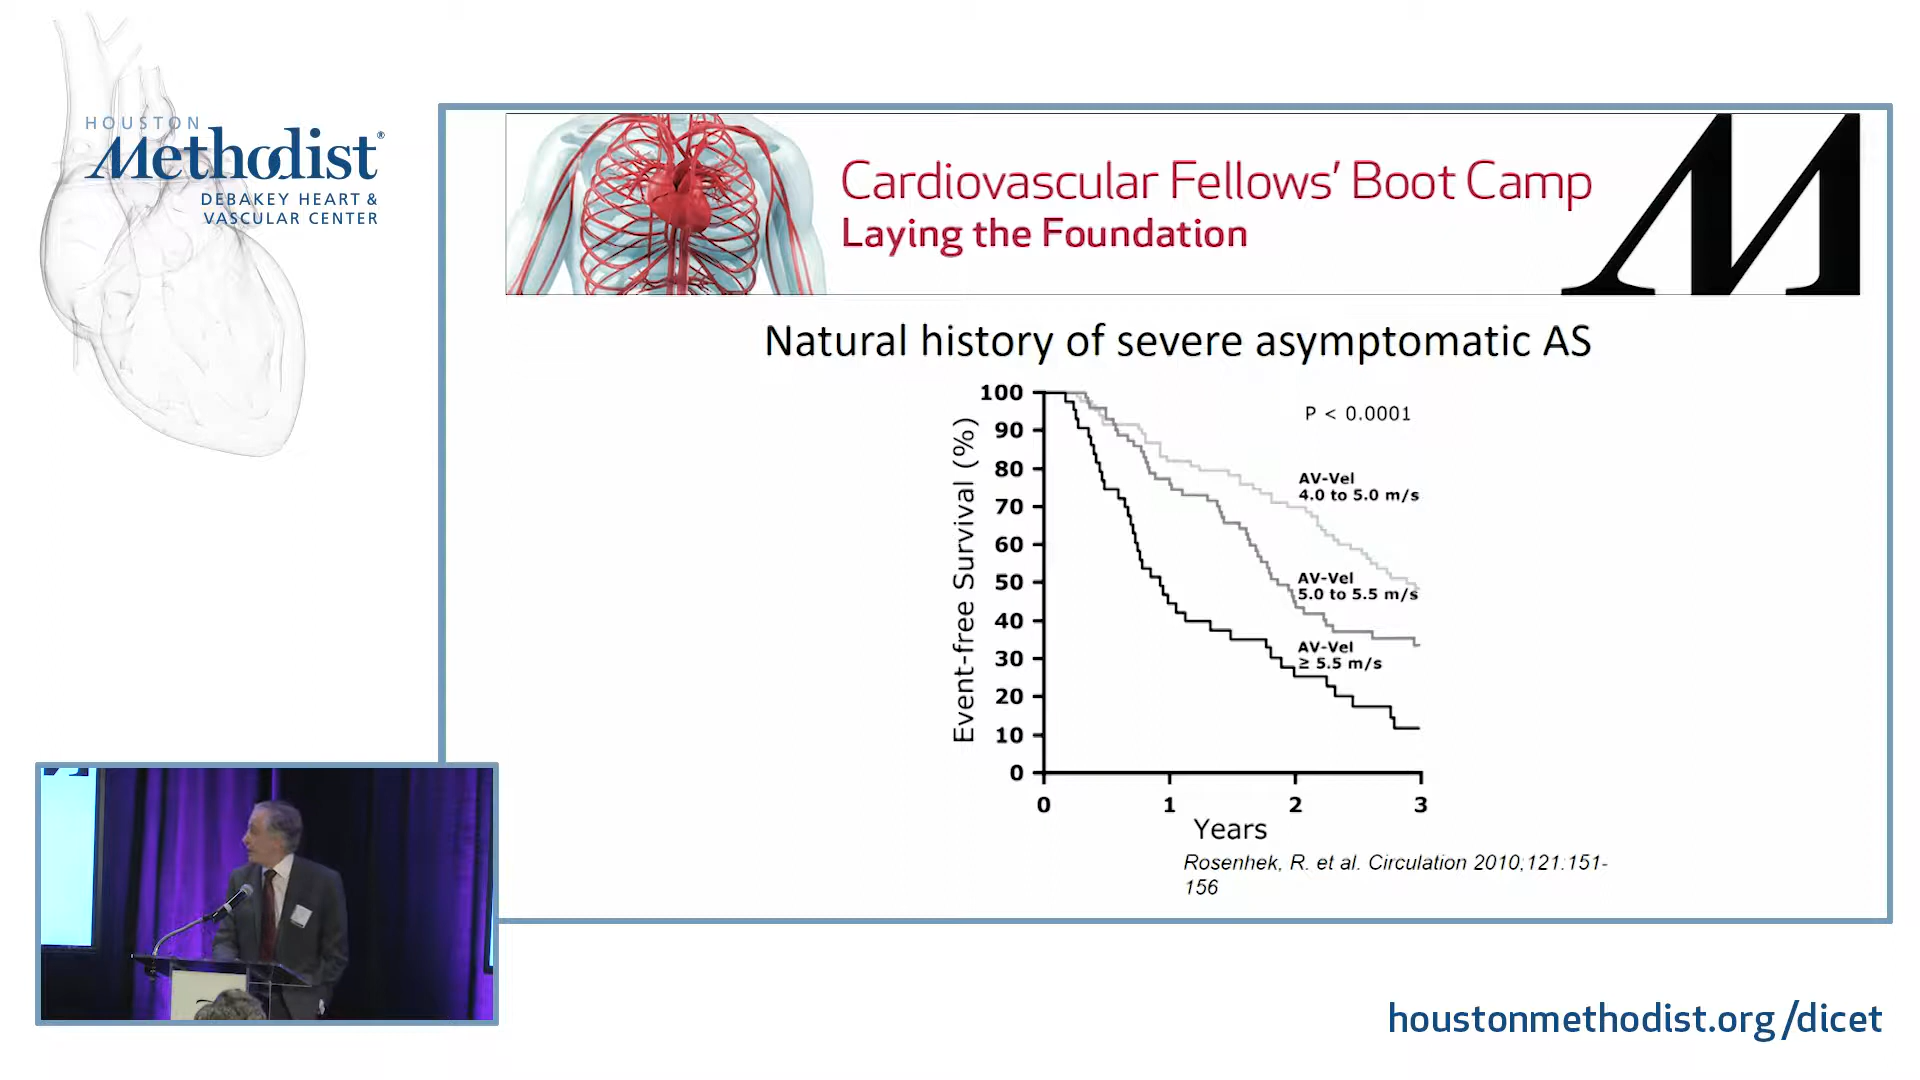 HOUSTON
Methodist®
DEBAKEY HEART &
VASCULAR CENTER
Cardiovascular Fellows' Boot Camp
Laying the Foundation
M
Natural history of severe asymptomatic AS
Event-free Survival (%)
100
90
80
70
60
50
40
30
20
10
0
P < 0.0001
AV-Vel
4.0 to 5.0 m/s
AV-Vel
5.0 to 5.5 m/s
AV-Vel
≥ 5.5 m/s
0 1 2 3
Years
Rosenhek, R. et al. Circulation 2010;121:151-
156
houstonmethodist.org/dicet